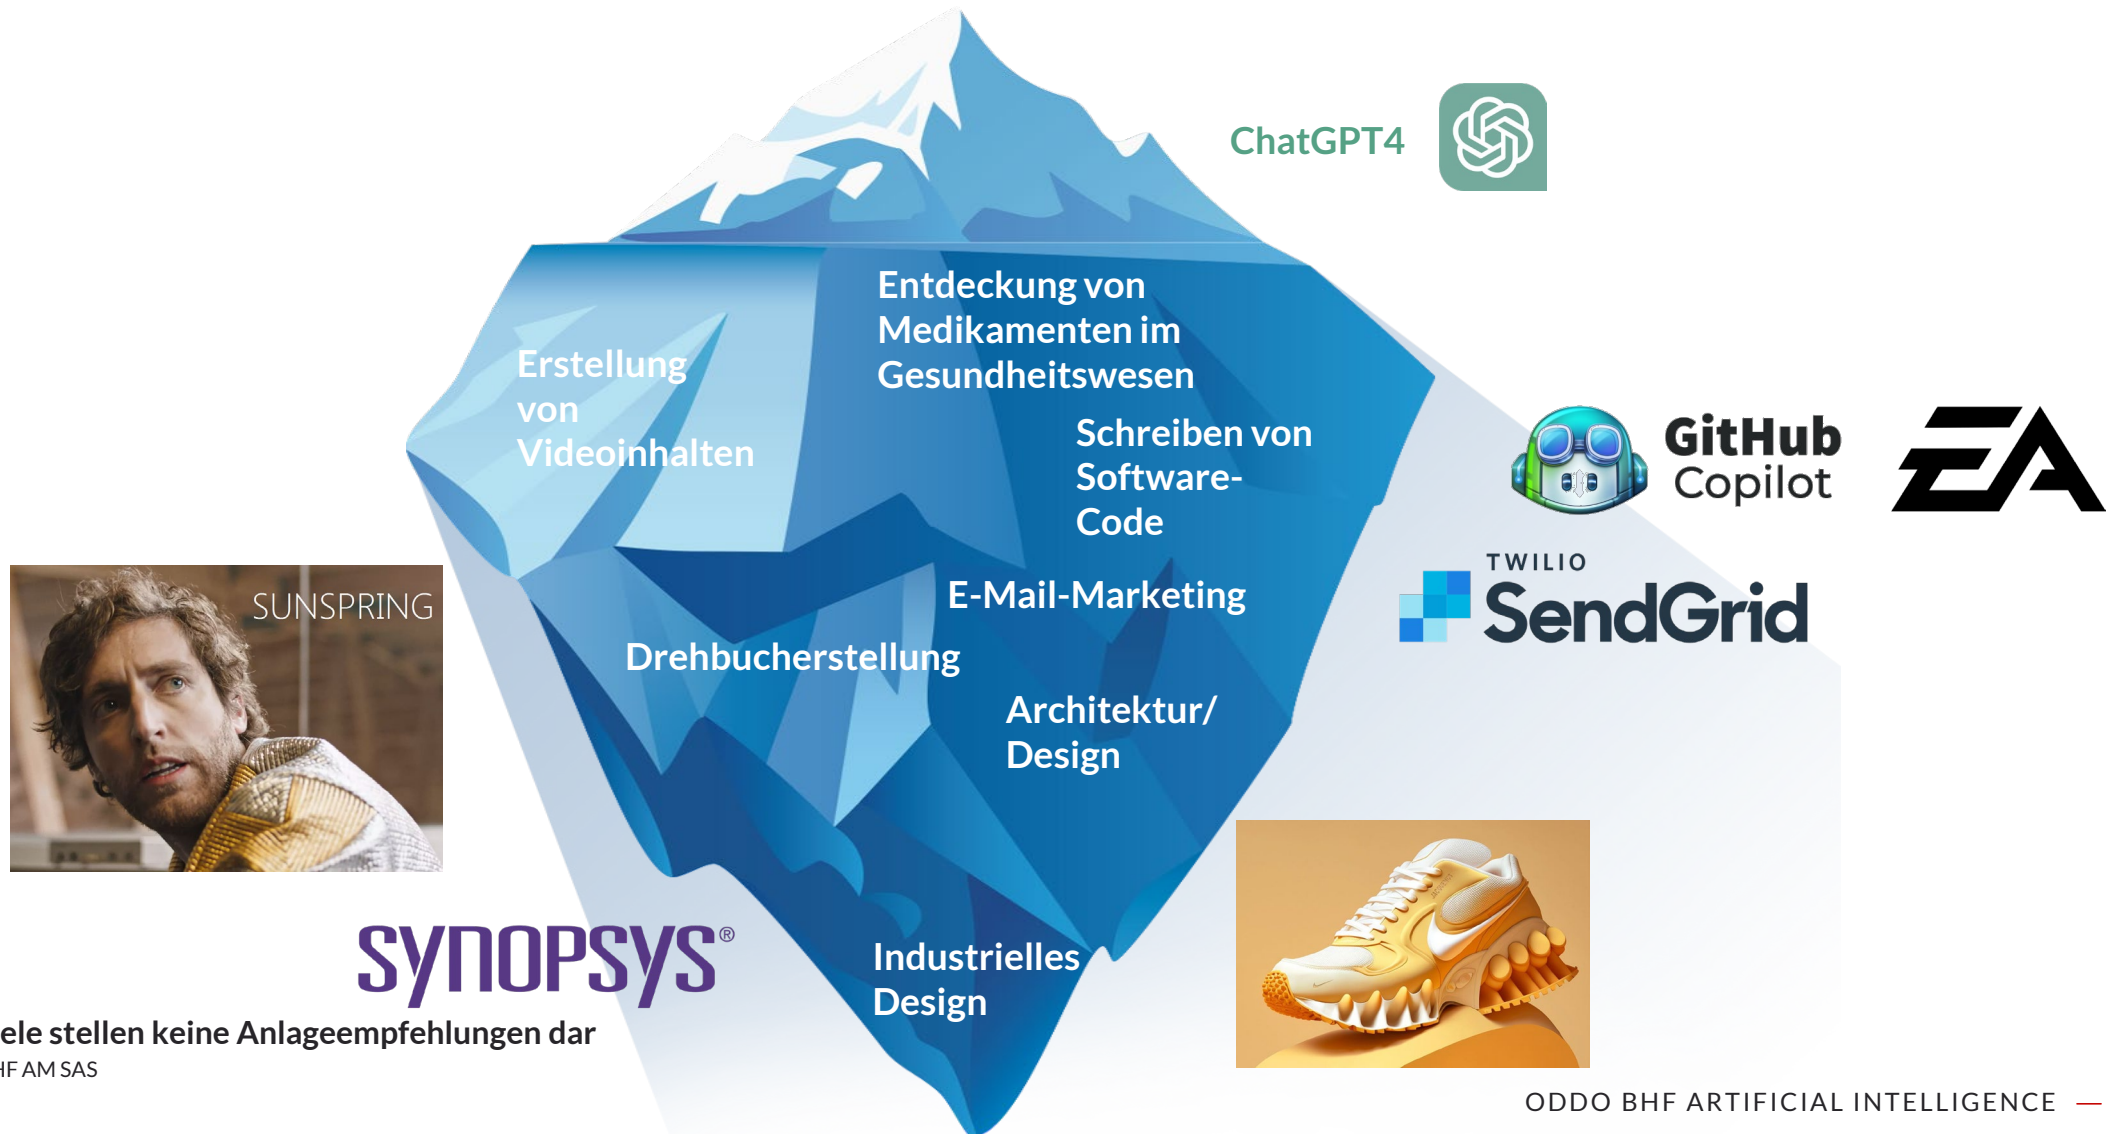 ChatGPT4
Entdeckung von
Medikamenten im
Gesundheitswesen
Erstellung
von
Videoinhalten
Schreiben von
Software-
Code
GitHub
Copilot
EA
TWILIO
SendGrid
E-Mail-Marketing
SUNSPRING
Drehbucherstellung
Architektur/
Design
SYNOPSYS®
Industrielles
Design
ele stellen keine Anlageempfehlungen dar
HF AM SAS
ODDO BHF ARTIFICIAL INTELLIGENCE —